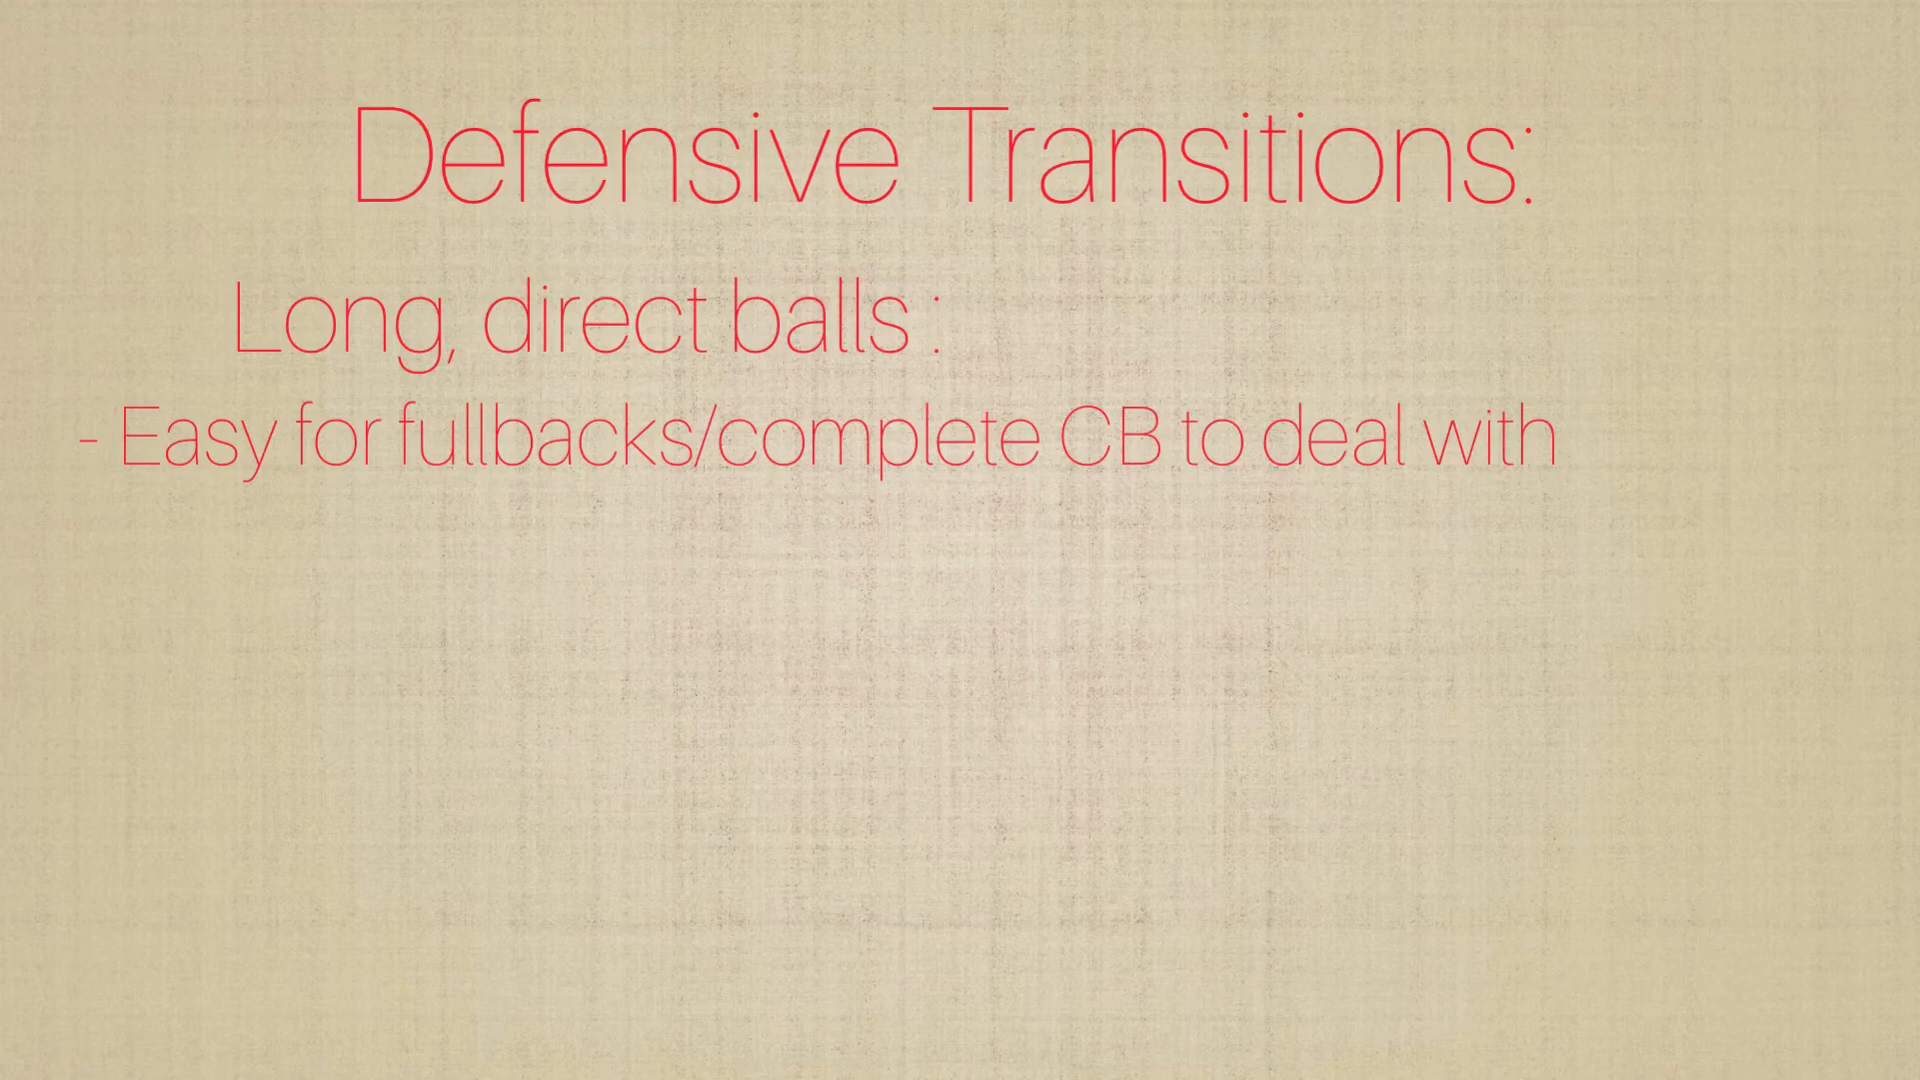 Defensive Transitions:
Long, direct balls :
- Easy for fullbacks/complete CB to deal with